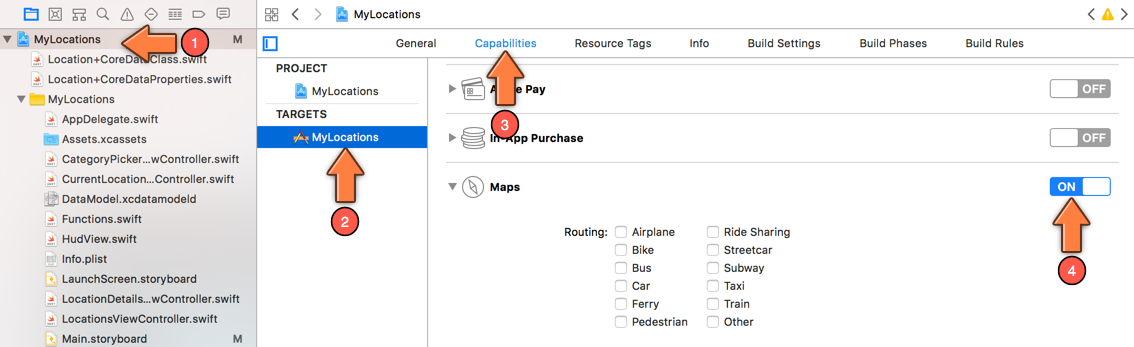 MyLocations
General Capabilities Resource Tags Info Build Settings Build Phases Build Rules
MyLocations M
Location+CoreDataClass.swift
Location+CoreDataProperties.swift
MyLocations
AppDelegate.swift
Assets.xcassets
CategoryPicker...wController.swift
CurrentLocation...Controller.swift
DataModel.xcdatamodeld
Functions.swift
HudView.swift
Info.plist
LaunchScreen.storyboard
LocationDetails...wController.swift
LocationsViewController.swift
Main.storyboard M
PROJECT
MyLocations
TARGETS
MyLocations
Pay OFF
In-App Purchase OFF
Maps ON
Routing: Airplane Ride Sharing
Bike Streetcar
Bus Subway
Car Taxi
Ferry Train
Pedestrian Other
1
2
3
4